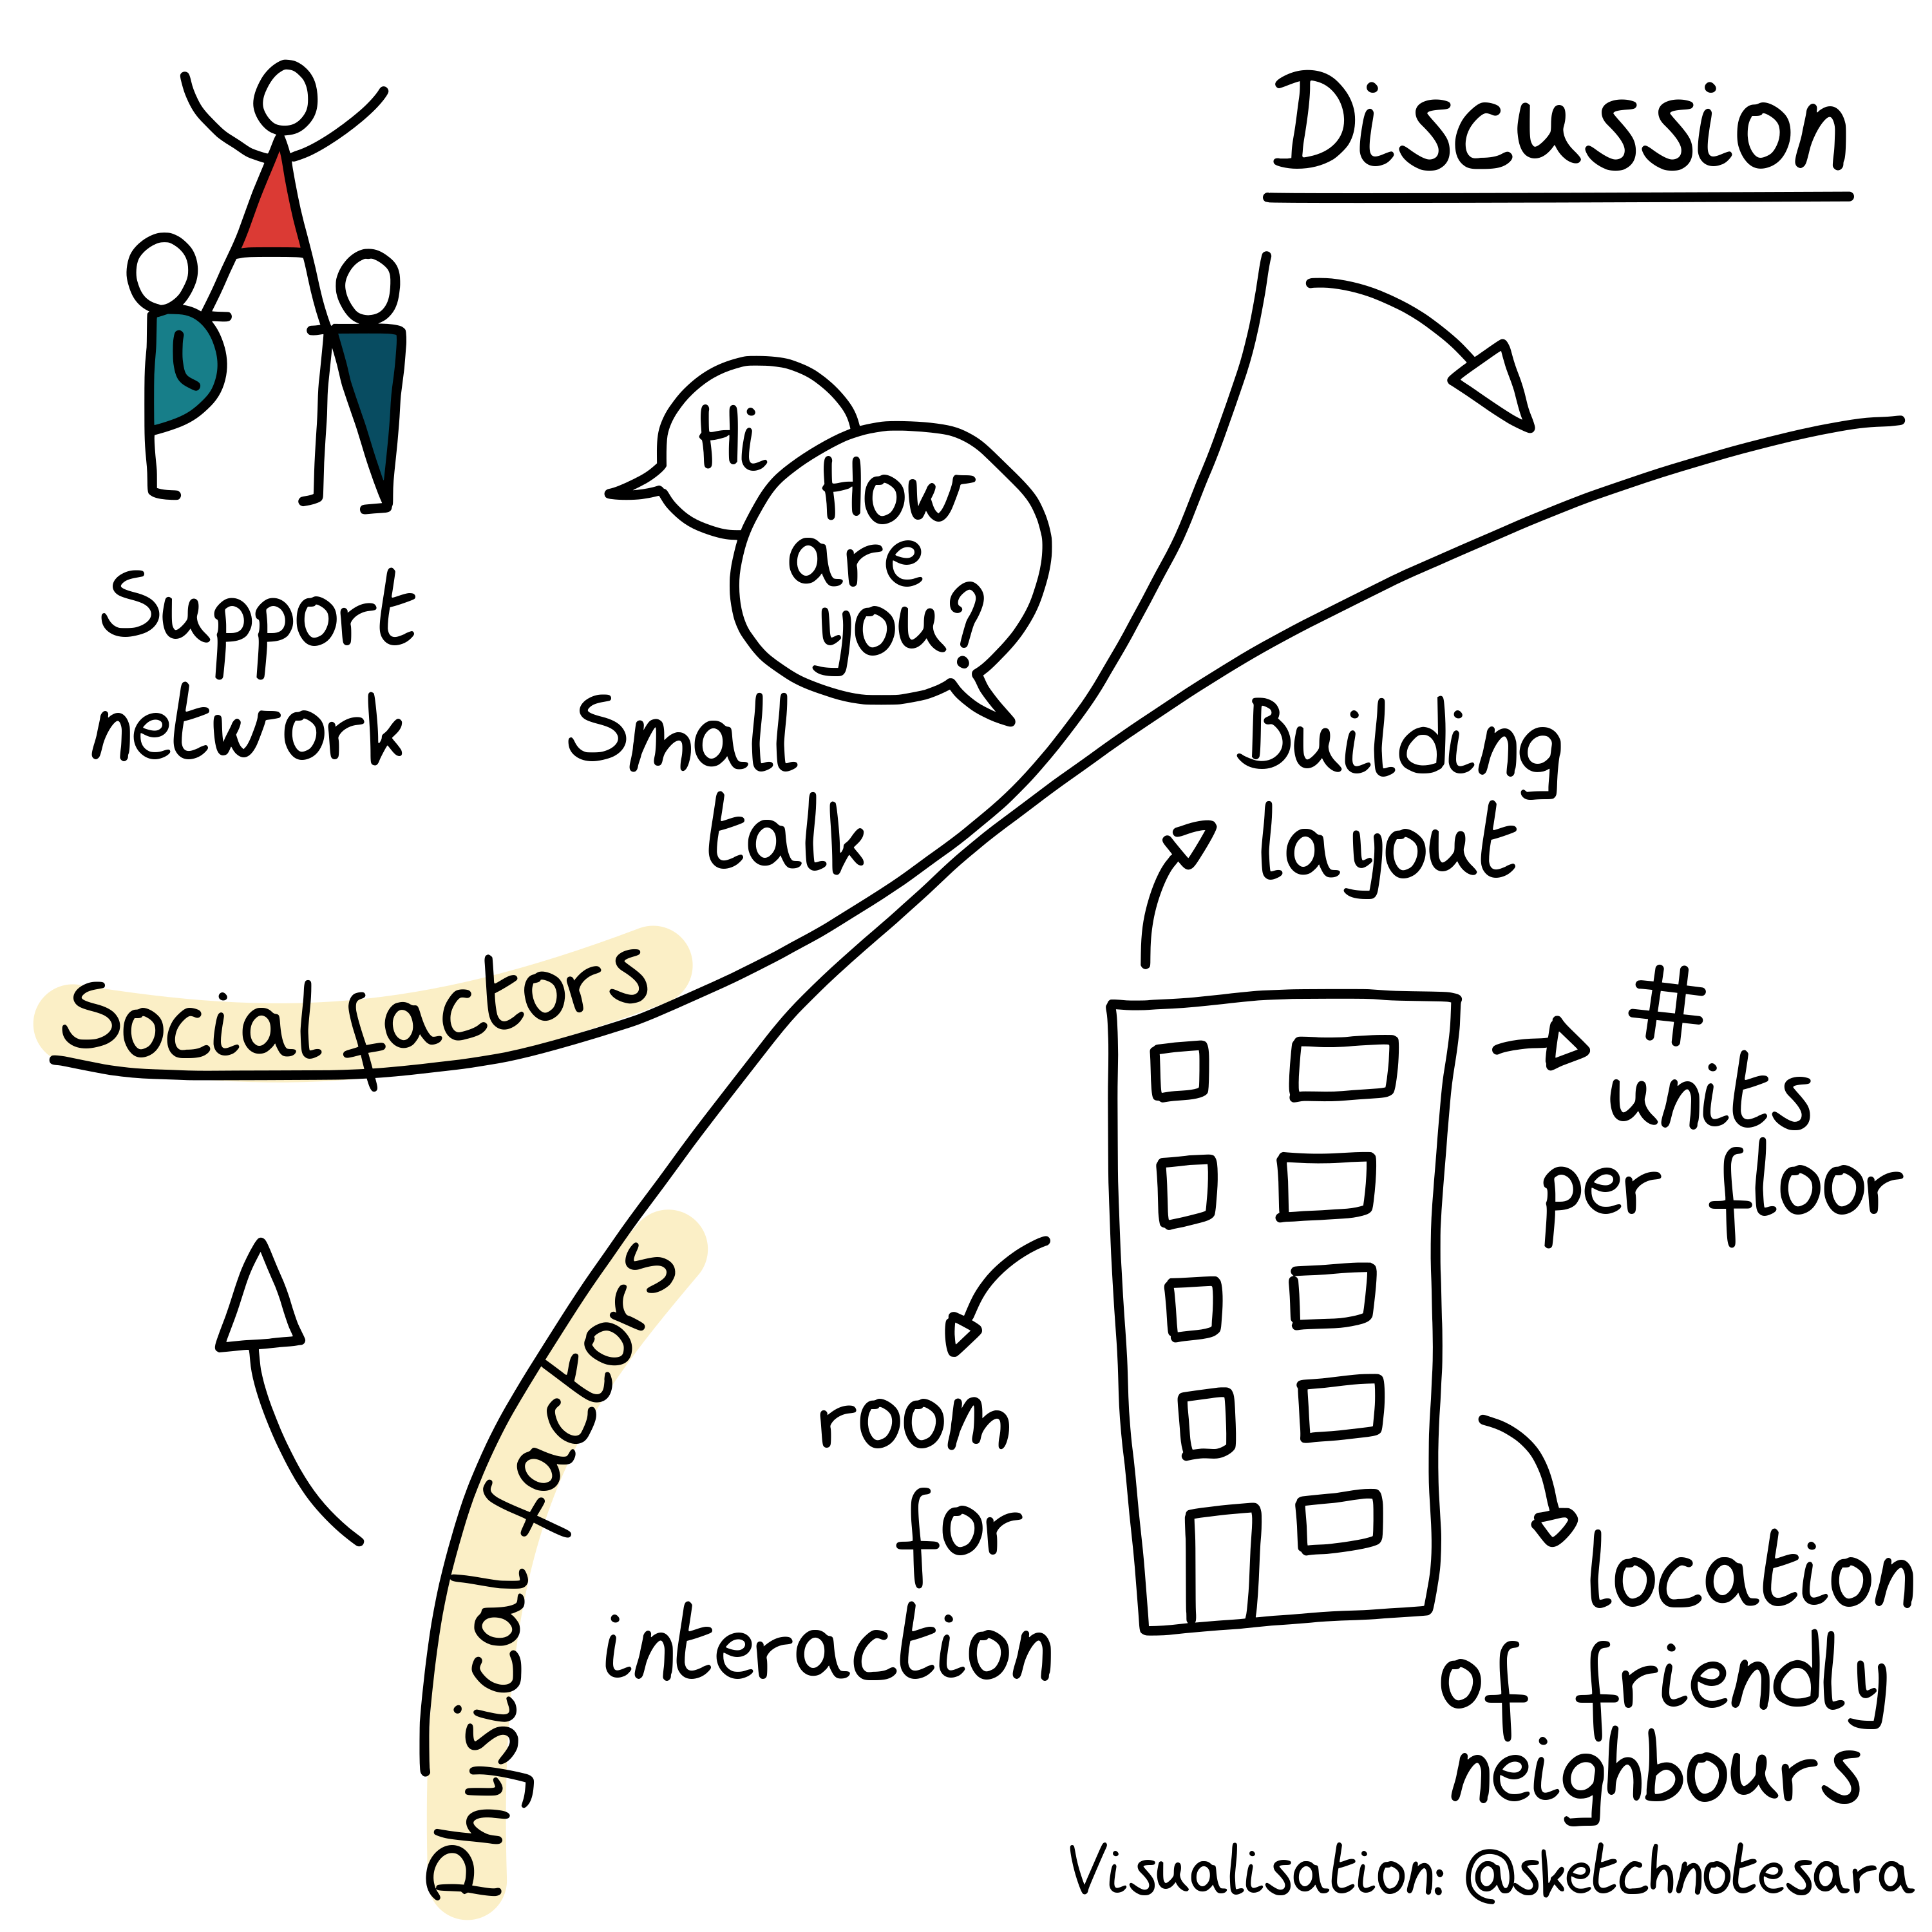 Discussion
Support
network
Hi
How
are
you?
Small
talk
Social factors
Physical factors
Building
layout
#
units
per floor
room
for
interaction
location
of friendly
neighbours
Visualisation: @sketchnotesara